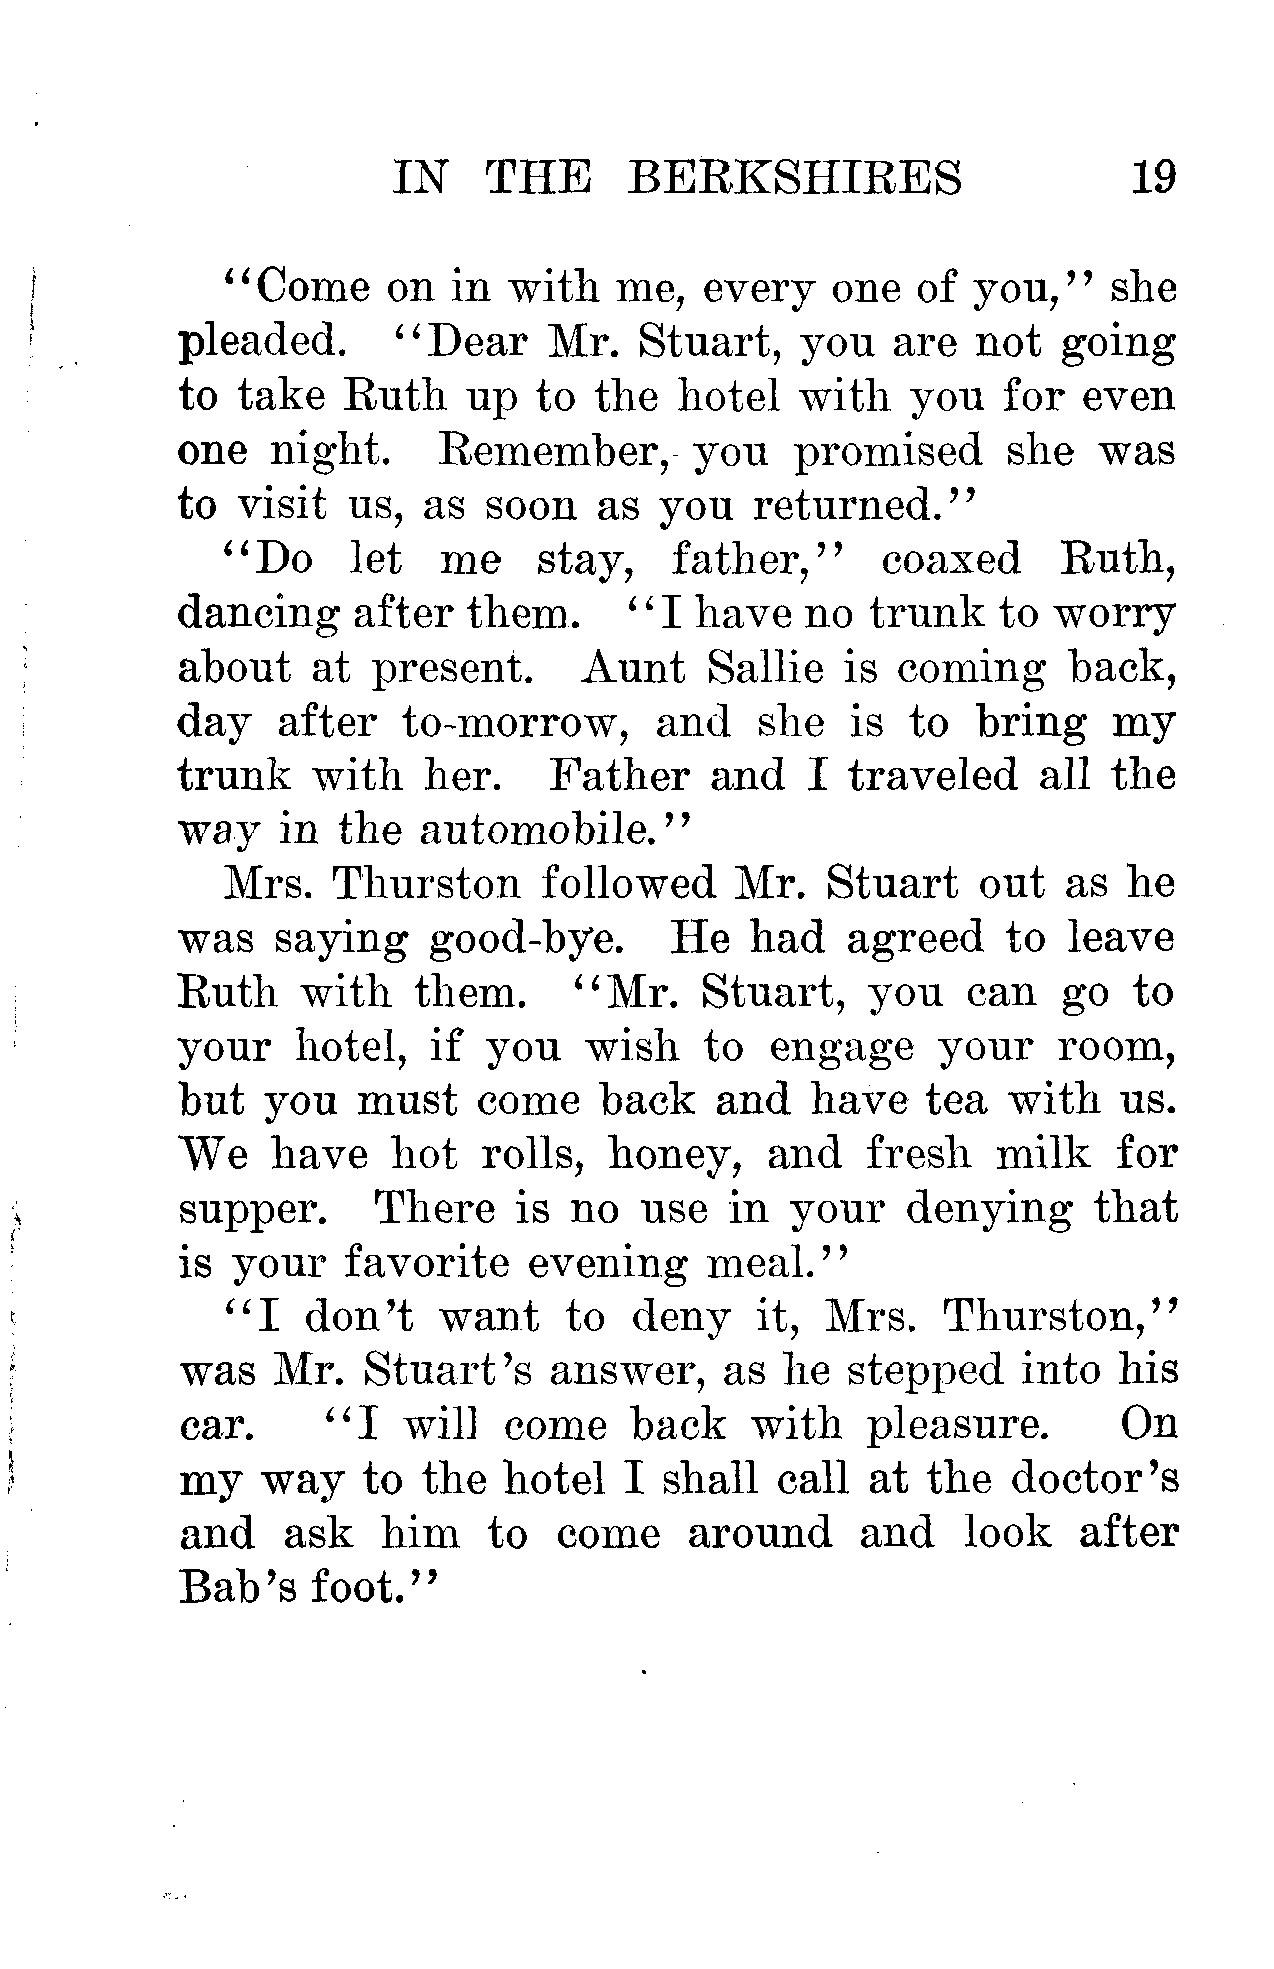 IN THE BERKSHIRES 19
“Come on in with me, every one of you,” she
pleaded. “Dear Mr. Stuart, you are not going
to take Ruth up to the hotel with you for even
one night. Remember, you promised she was
to visit us, as soon as you returned.”
“Do let me stay, father,” coaxed Ruth,
dancing after them. “I have no trunk to worry
about at present. Aunt Sallie is coming back,
day after to-morrow, and she is to bring my
trunk with her. Father and I traveled all the
way in the automobile.”
Mrs. Thurston followed Mr. Stuart out as he
was saying good-bye. He had agreed to leave
Ruth with them. “Mr. Stuart, you can go to
your hotel, if you wish to engage your room,
but you must come back and have tea with us.
We have hot rolls, honey, and fresh milk for
supper. There is no use in your denying that
is your favorite evening meal.”
“I don't want to deny it, Mrs. Thurston,”
was Mr. Stuart's answer, as he stepped into his
car. “I will come back with pleasure. On
my way to the hotel I shall call at the doctor's
and ask him to come around and look after
Bab's foot.”